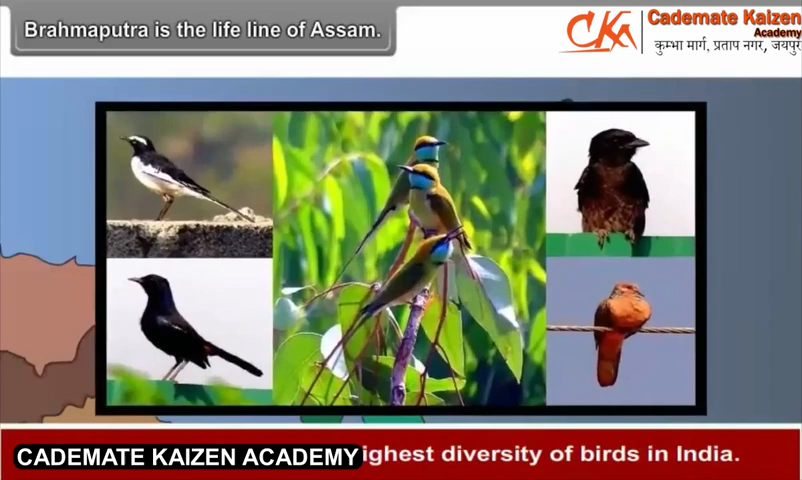 Brahmaputra is the life line of Assam.
CKA
Cademate Kaizen
Academy
कुम्भा मार्ग, प्रताप नगर, जयपुर
CADEMATE KAIZEN ACADEMY ighest diversity of birds in India.